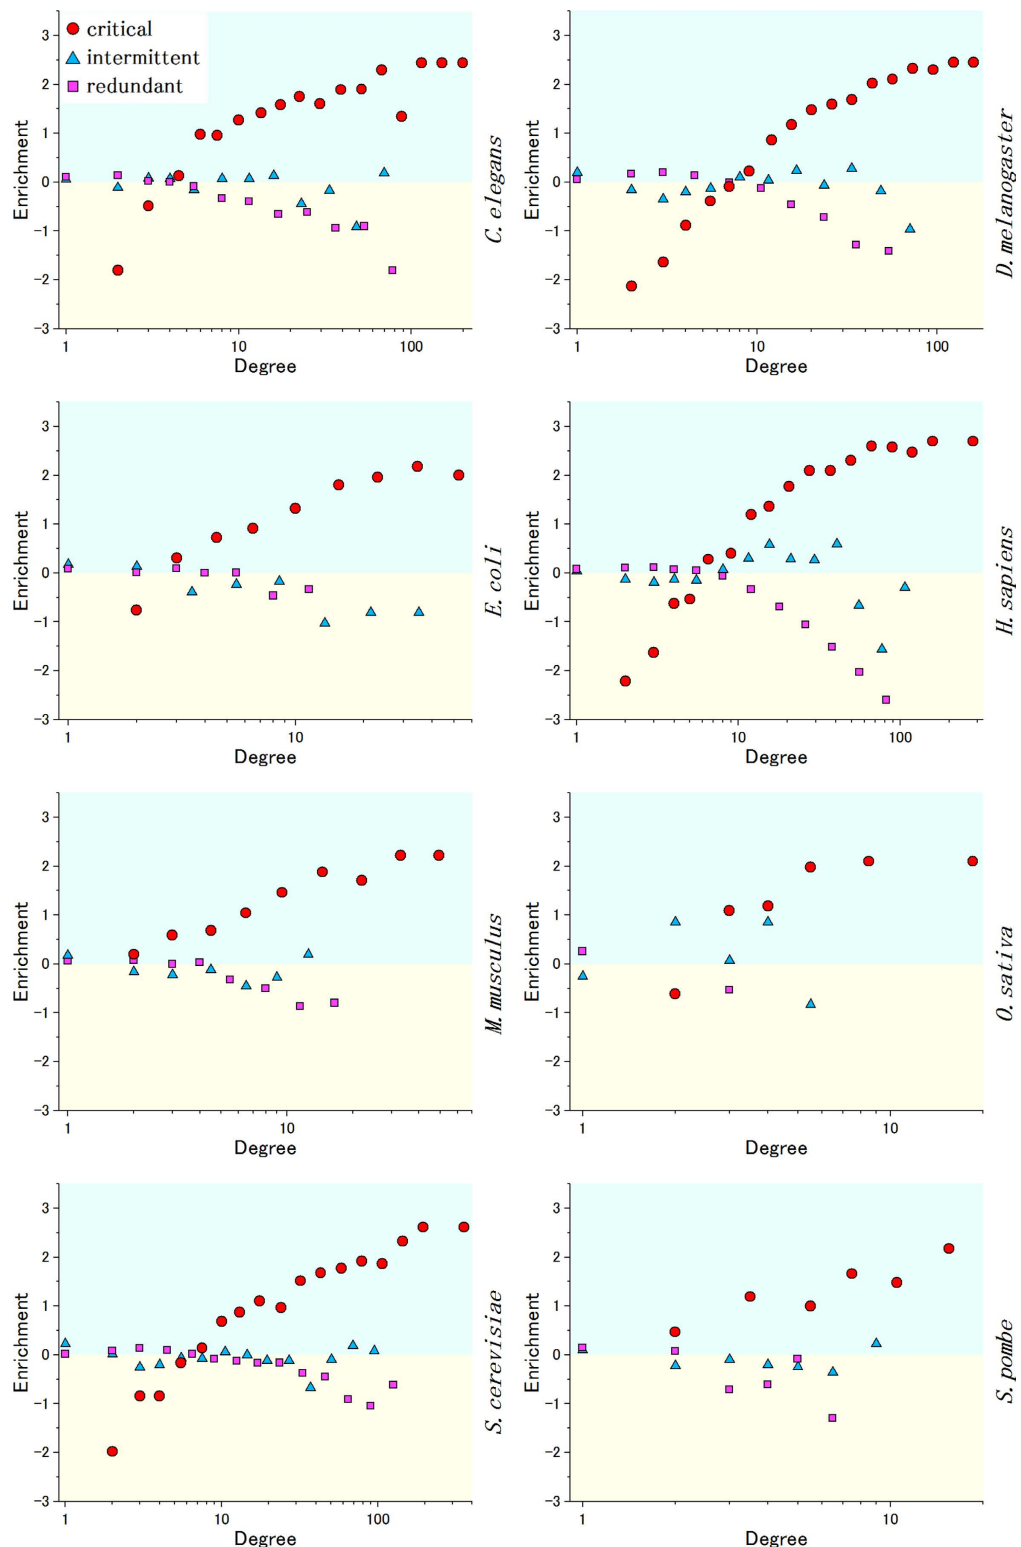 critical
intermittent
redundant
3
2
1
0
−1
−2
−3
Enrichment
1
10
100
Degree
C. elegans
3
2
1
0
−1
−2
−3
Enrichment
1
10
100
Degree
D. melanogaster
3
2
1
0
−1
−2
−3
Enrichment
1
10
Degree
E. coli
3
2
1
0
−1
−2
−3
Enrichment
1
10
100
Degree
H. sapiens
3
2
1
0
−1
−2
−3
Enrichment
1
10
Degree
M. musculus
3
2
1
0
−1
−2
−3
Enrichment
1
10
Degree
O. sativa
3
2
1
0
−1
−2
−3
Enrichment
1
10
100
Degree
S. cerevisiae
3
2
1
0
−1
−2
−3
Enrichment
1
10
Degree
S. pombe